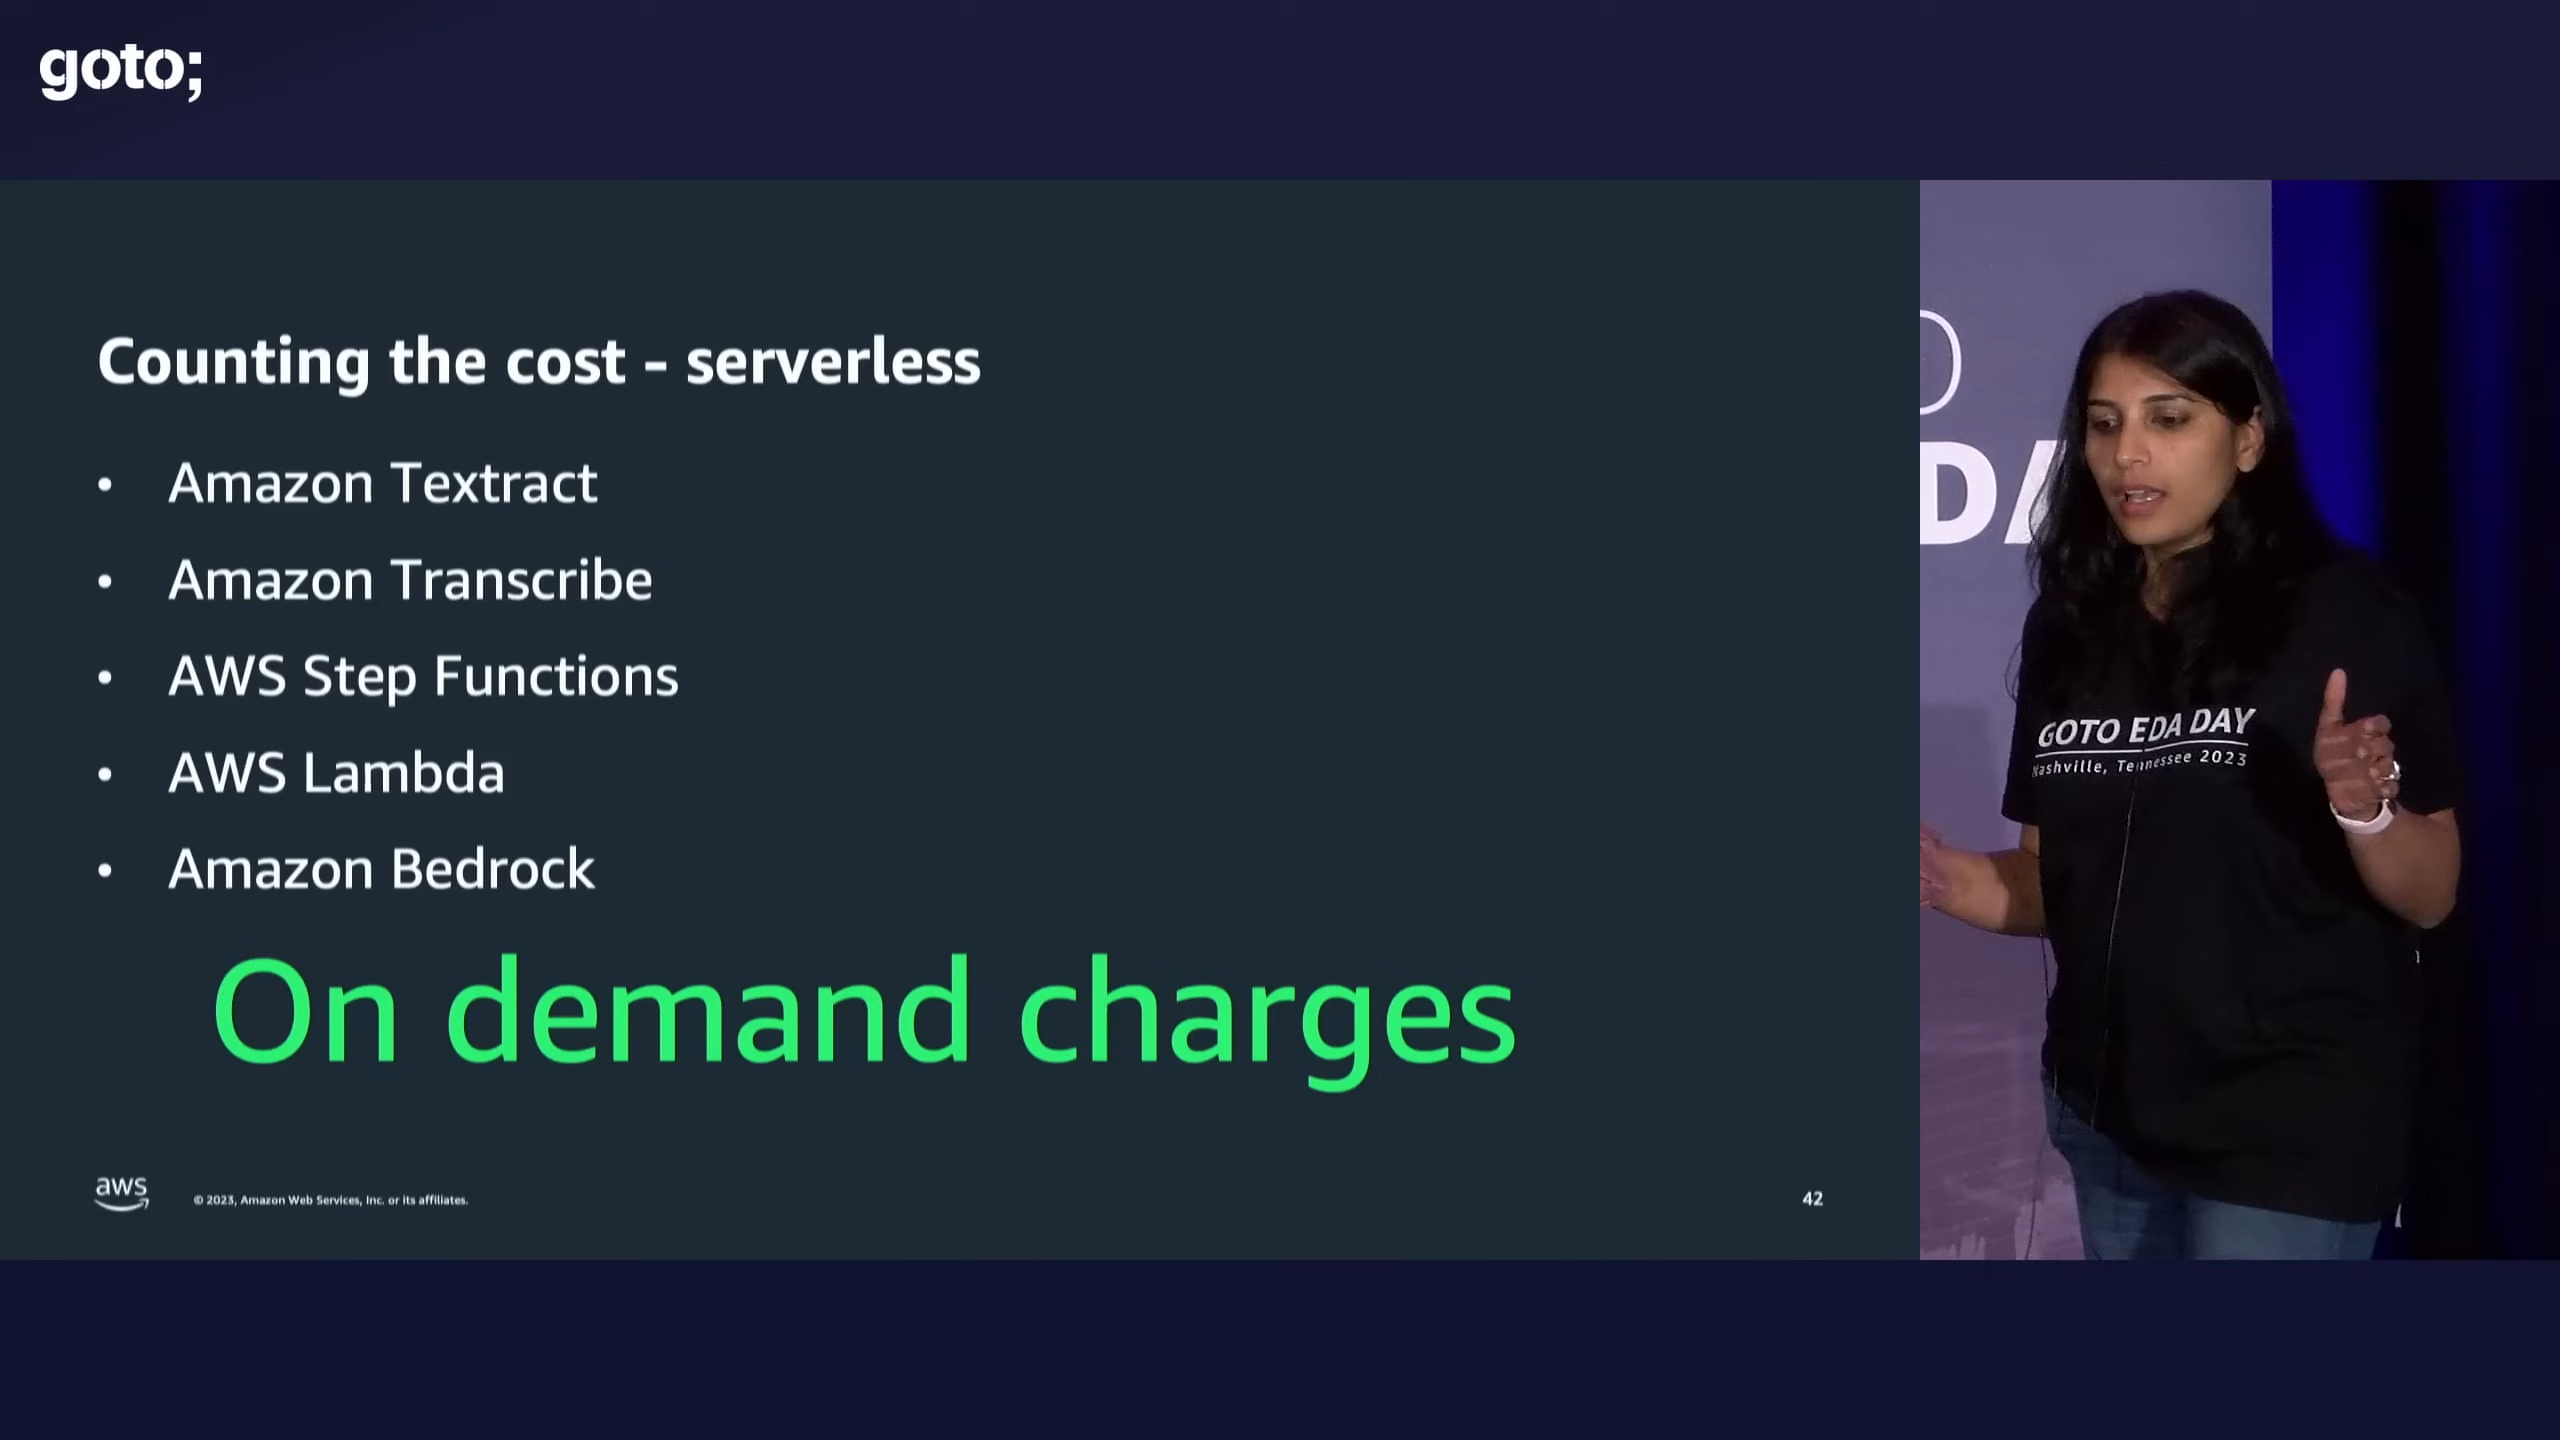 goto;
Counting the cost - serverless
• Amazon Textract
• Amazon Transcribe
• AWS Step Functions
• AWS Lambda
• Amazon Bedrock
On demand charges
aws
© 2023, Amazon Web Services, Inc. or its affiliates.
42
GOTO EDA DAY
Nashville, Tennessee 2023